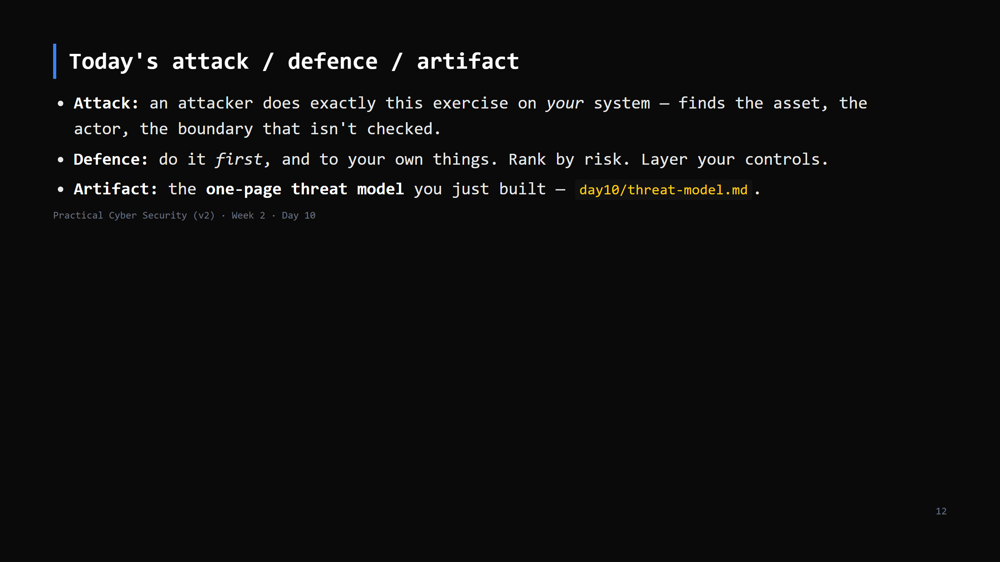 Today's attack / defence / artifact
• Attack: an attacker does exactly this exercise on your system — finds the asset, the
actor, the boundary that isn't checked.
• Defence: do it first, and to your own things. Rank by risk. Layer your controls.
• Artifact: the one-page threat model you just built — day10/threat-model.md.
Practical Cyber Security (v2) · Week 2 · Day 10
12